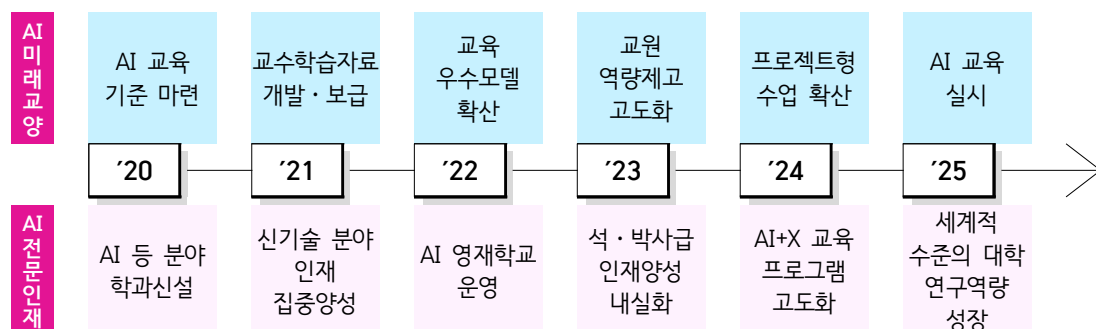 AI
미
래
교
양
AI 교육
기준 마련
교수학습자료
개발·보급
교육
우수모델
확산
교원
역량제고
고도화
프로젝트형
수업 확산
AI 교육
실시
′20
′21
′22
′23
′24
′25
AI
전
문
인
재
AI 등 분야
학과신설
신기술 분야
인재
집중양성
AI 영재학교
운영
석·박사급
인재양성
내실화
AI+X 교육
프로그램
고도화
세계적
수준의 대학
연구역량
성장